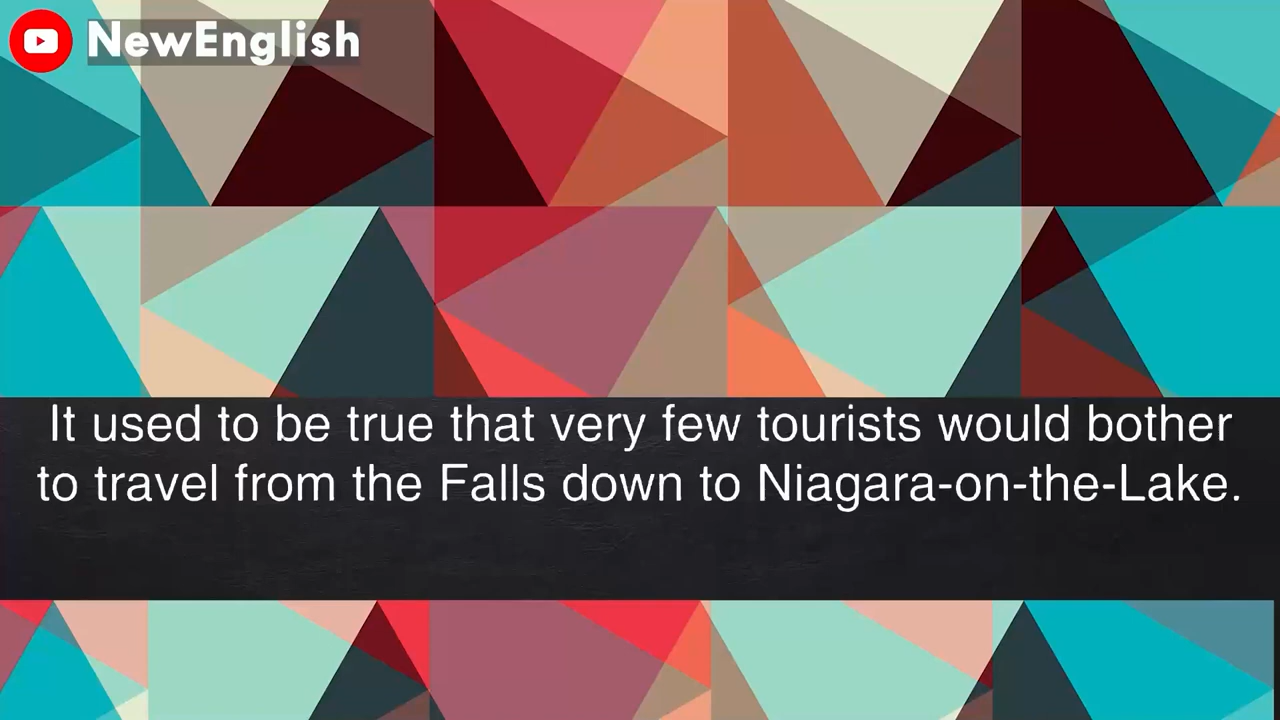 NewEnglish
It used to be true that very few tourists would bother
to travel from the Falls down to Niagara-on-the-Lake.